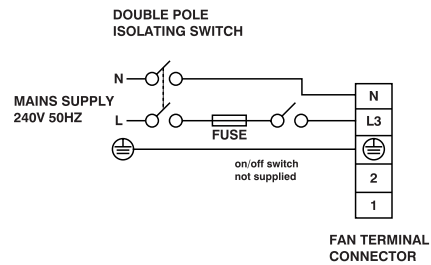 DOUBLE POLE
ISOLATING SWITCH
N
N
MAINS SUPPLY
240V 50HZ
L
L3
FUSE
on/off switch
not supplied
2
1
FAN TERMINAL
CONNECTOR